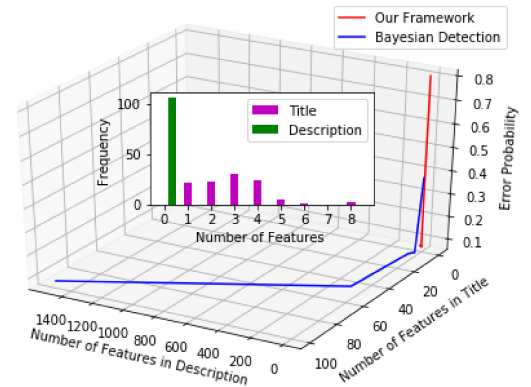 Our Framework
Bayesian Detection
Title
Description
Frequency
100
50
0
0 1 2 3 4 5 6 7 8
Number of Features
0.8
0.7
0.6
0.5
0.4
0.3
0.2
0.1
Error Probability
0
20
40
60
80
100
Number of Features in Title
1400 1200 1000 800 600 400 200 0
Number of Features in Description